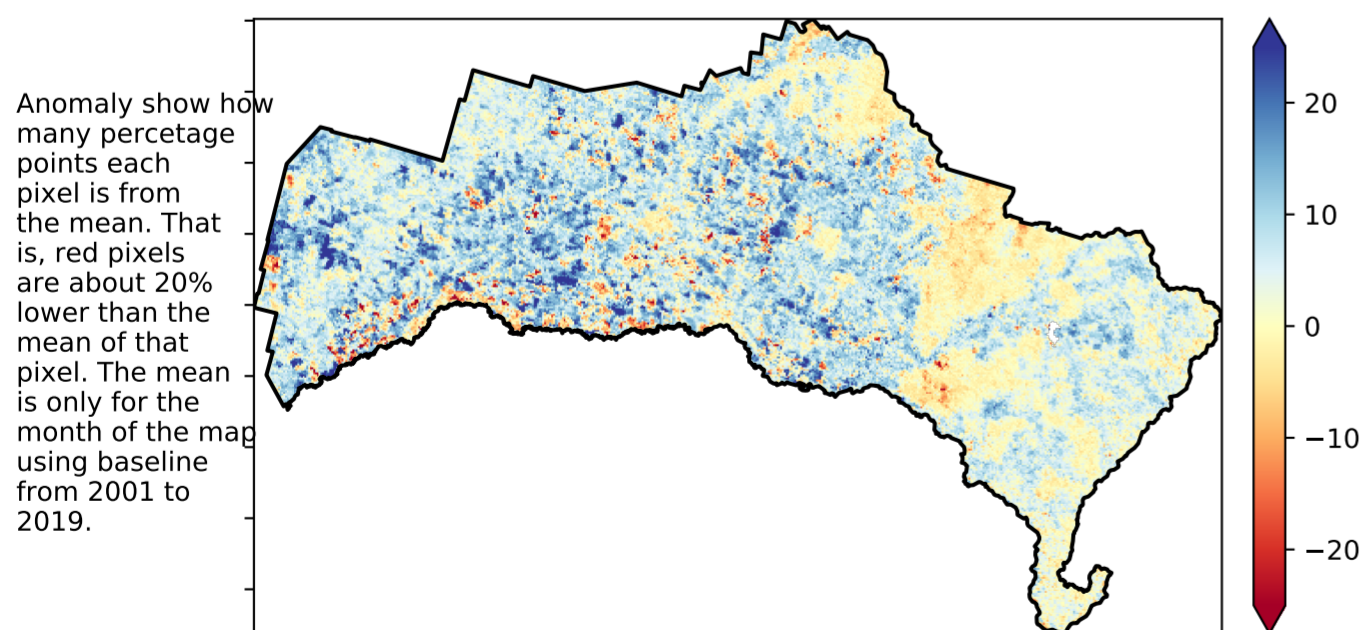 Anomaly show how
many percetage
points each
pixel is from
the mean. That
is, red pixels
are about 20%
lower than the
mean of that
pixel. The mean
is only for the
month of the map
using baseline
from 2001 to
2019.
20
10
0
−10
−20